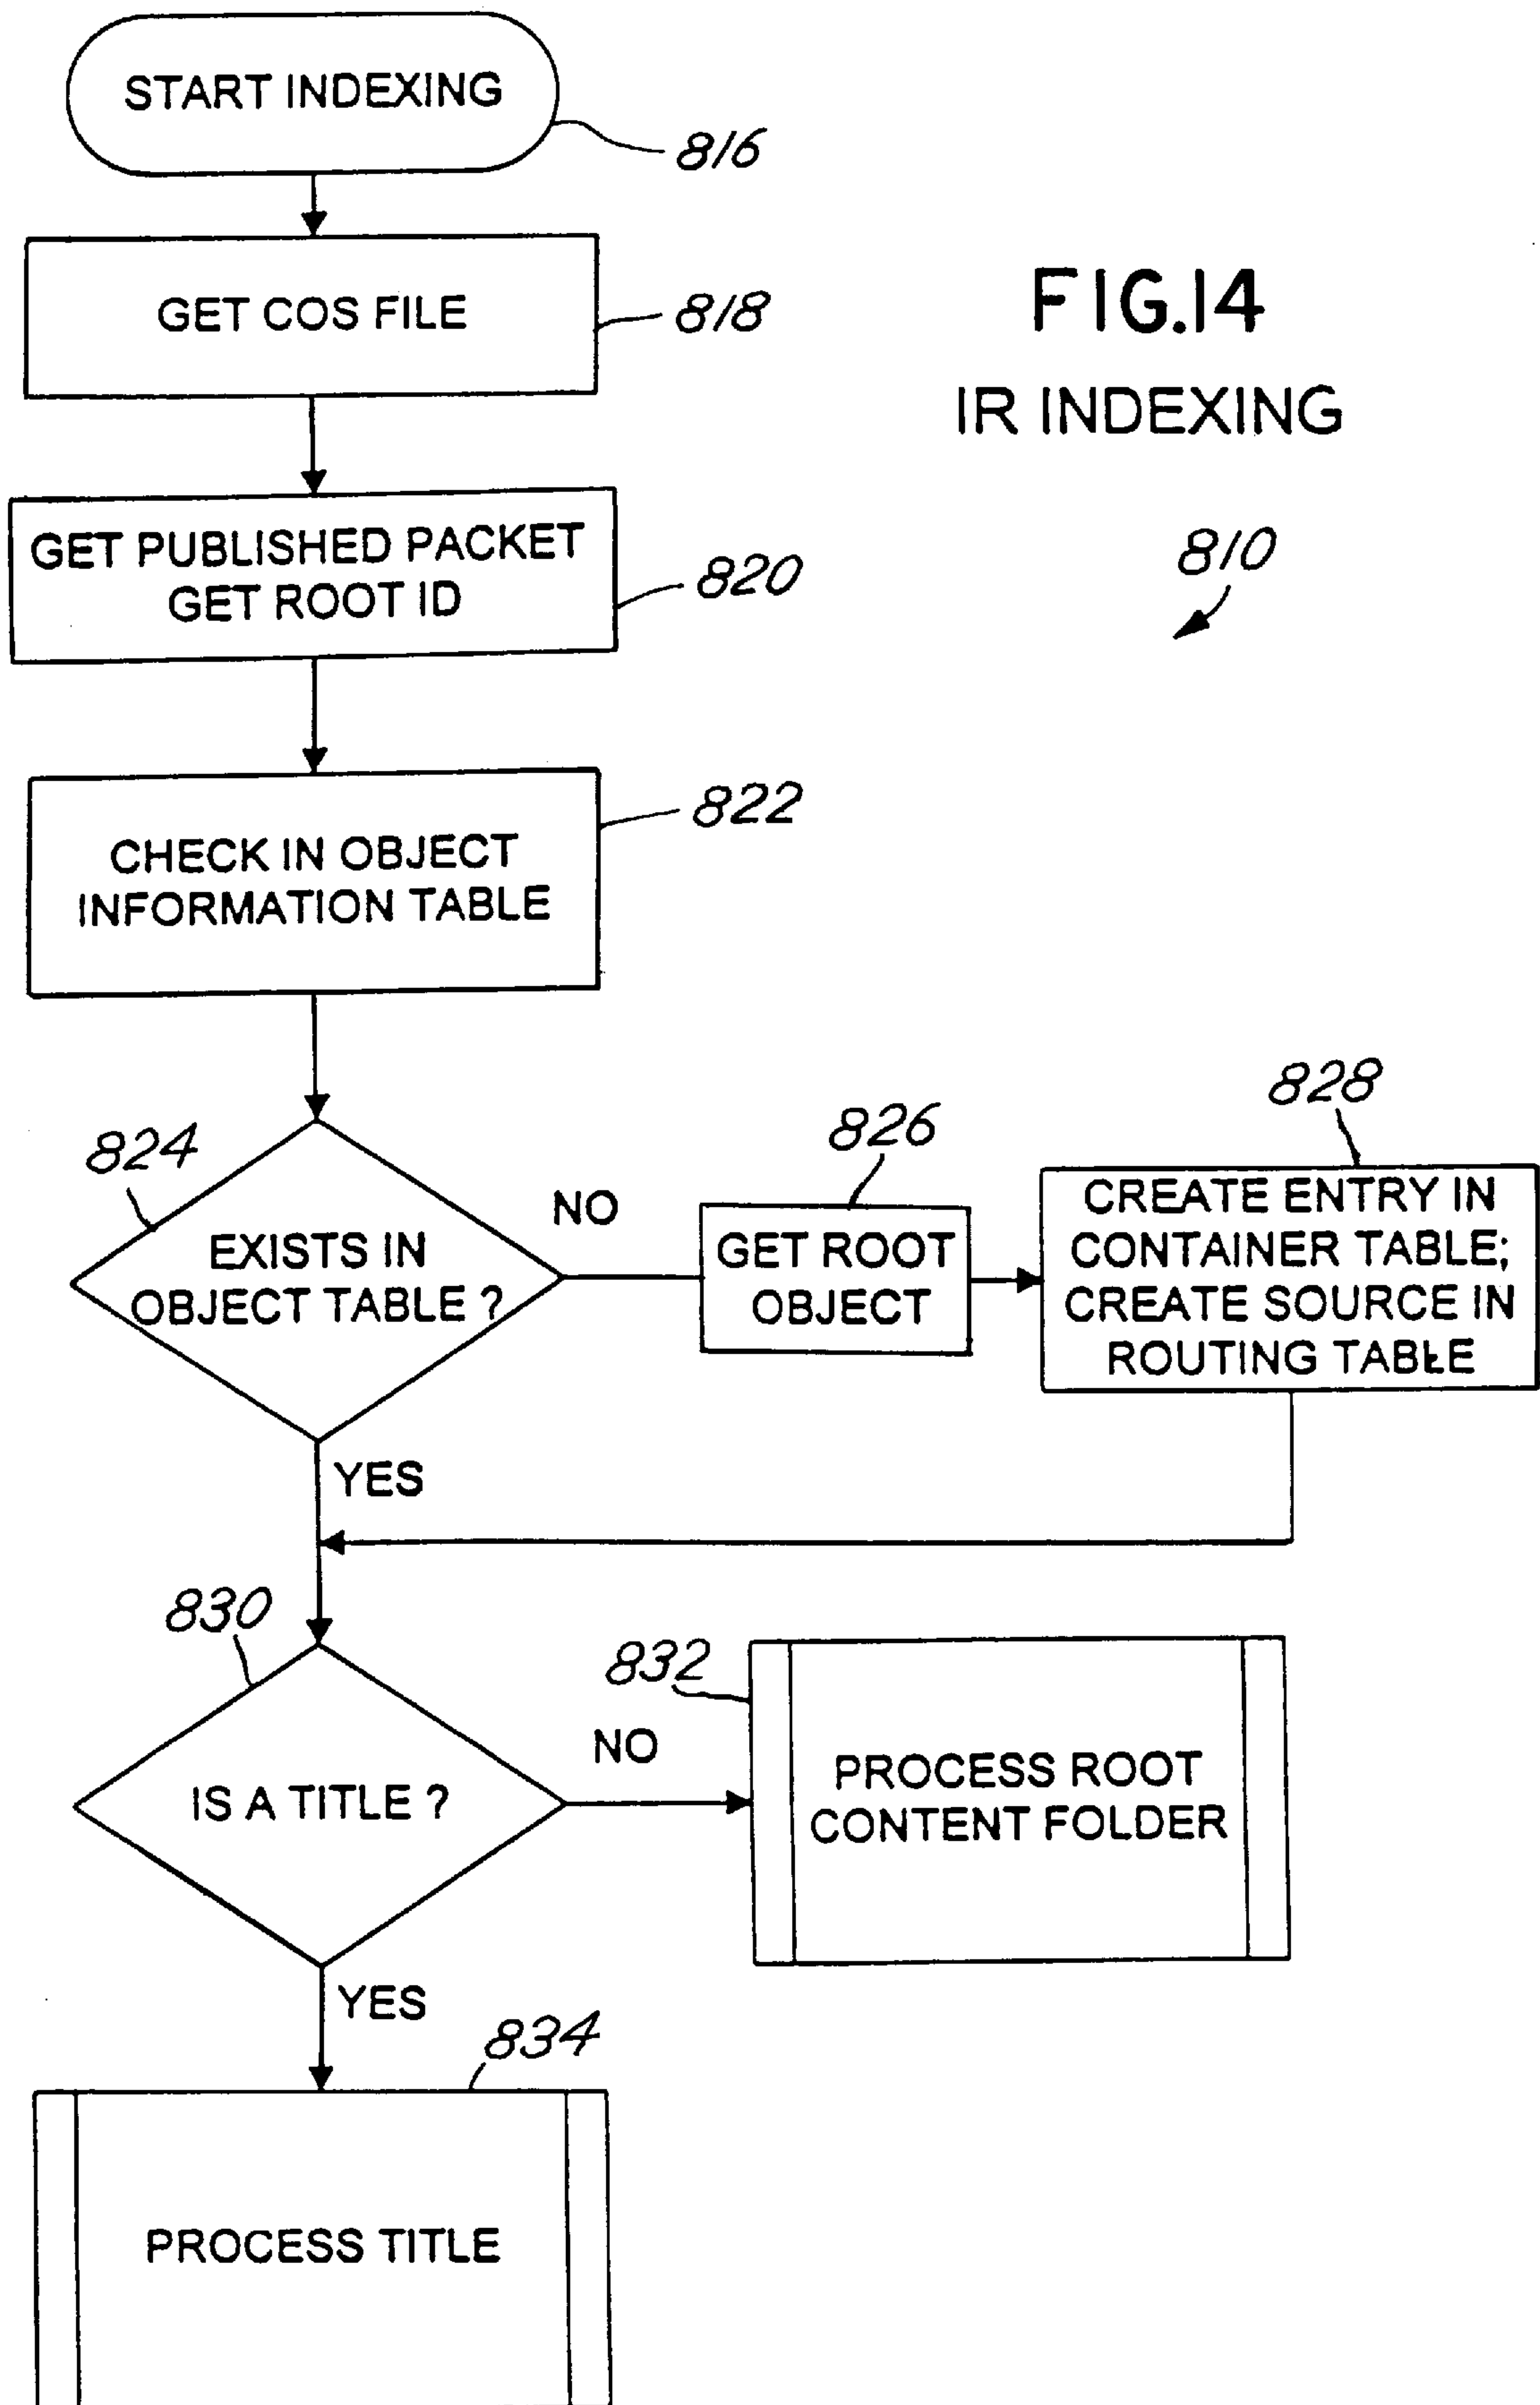 START INDEXING
816
GET COS FILE
818
FIG.14
IR INDEXING
GET PUBLISHED PACKET
GET ROOT ID
820
810
CHECK IN OBJECT
INFORMATION TABLE
822
824
EXISTS IN
OBJECT TABLE ?
NO
826
GET ROOT
OBJECT
828
CREATE ENTRY IN
CONTAINER TABLE;
CREATE SOURCE IN
ROUTING TABLE
YES
830
IS A TITLE ?
NO
832
PROCESS ROOT
CONTENT FOLDER
YES
834
PROCESS TITLE